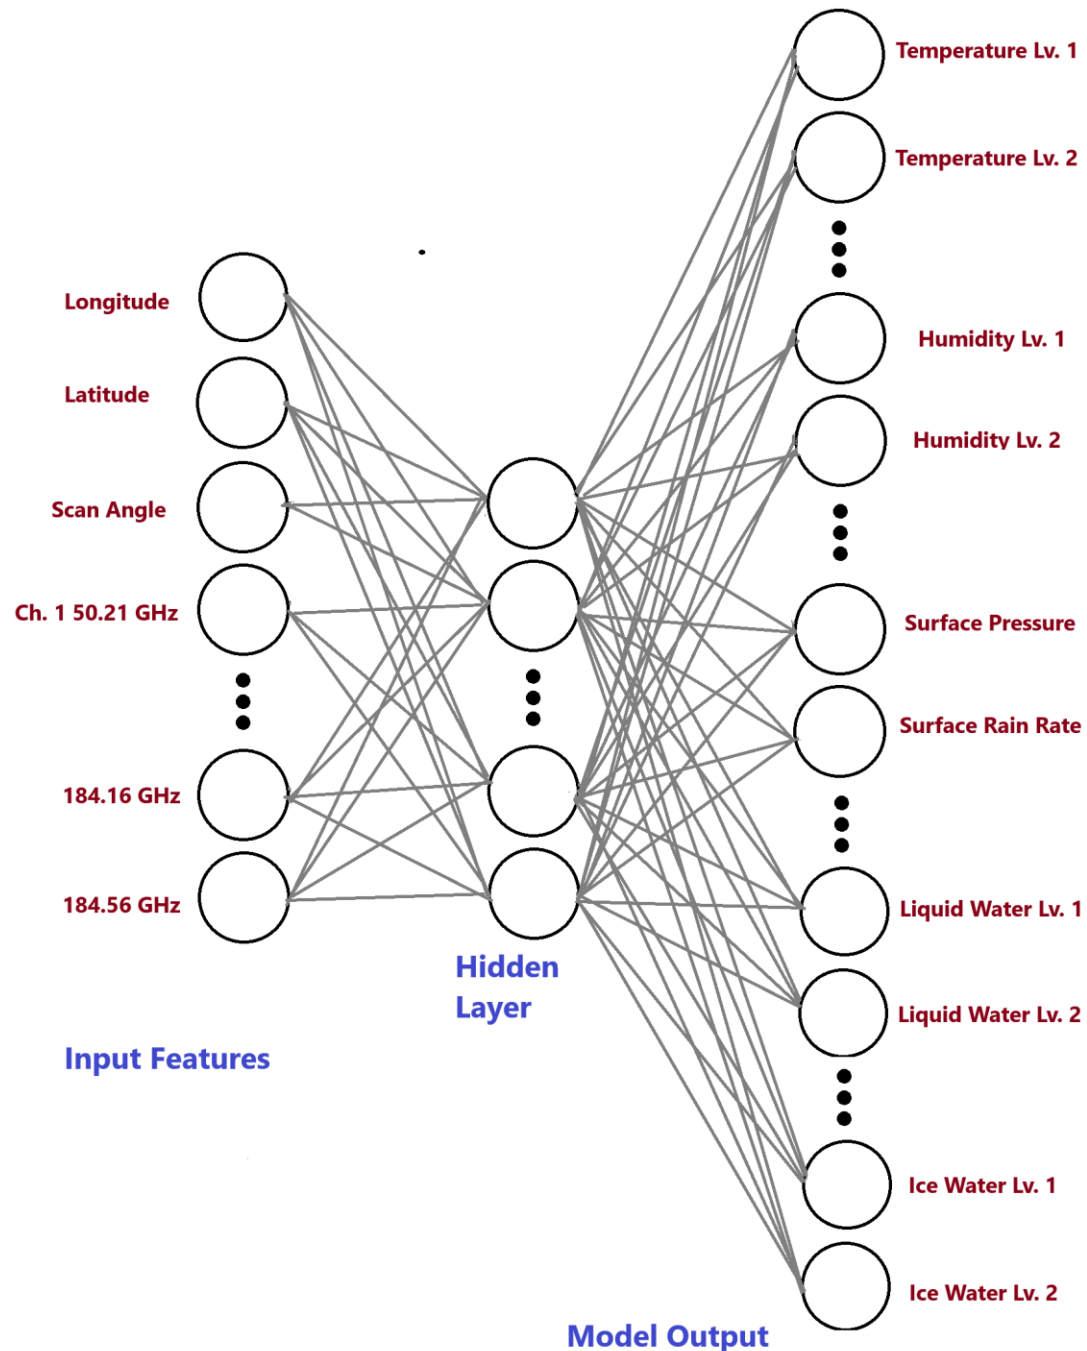 Longitude
Latitude
Scan Angle
Ch. 1 50.21 GHz
184.16 GHz
184.56 GHz
Input Features
Hidden
Layer
Temperature Lv. 1
Temperature Lv. 2
Humidity Lv. 1
Humidity Lv. 2
Surface Pressure
Surface Rain Rate
Liquid Water Lv. 1
Liquid Water Lv. 2
Ice Water Lv. 1
Ice Water Lv. 2
Model Output